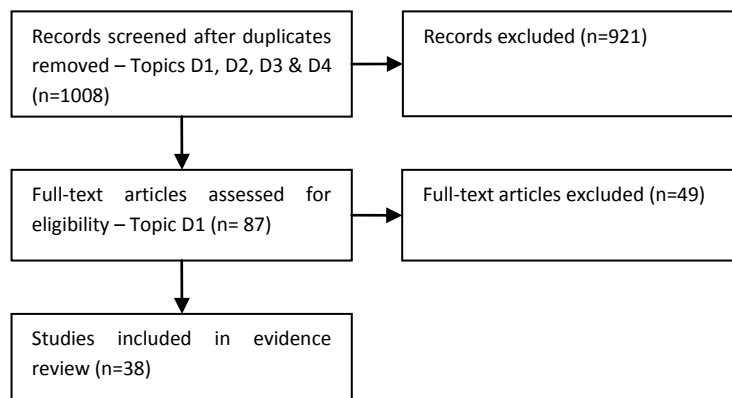 Records screened after duplicates
removed – Topics D1, D2, D3 & D4
(n=1008)
Records excluded (n=921)
Full-text articles assessed for
eligibility – Topic D1 (n= 87)
Full-text articles excluded (n=49)
Studies included in evidence
review (n=38)